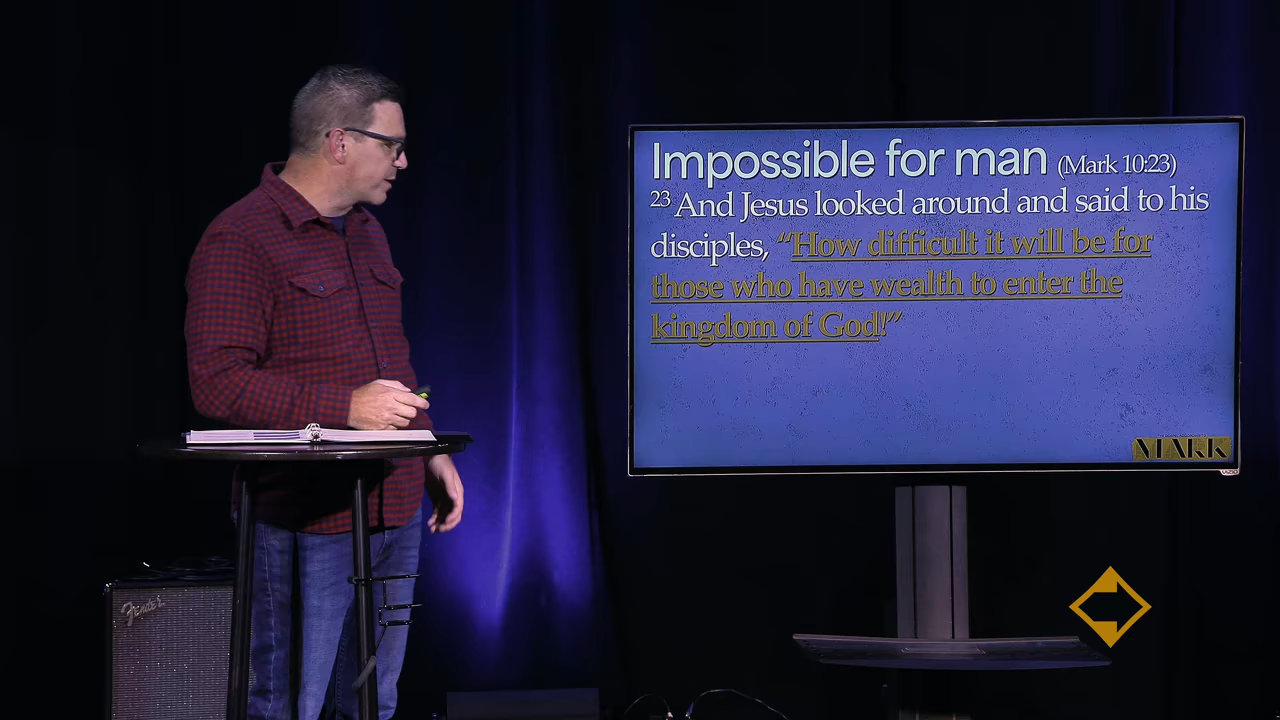 Impossible for man (Mark 10:23)
23 And Jesus looked around and said to his
disciples, “How difficult it will be for
those who have wealth to enter the
kingdom of God!”
MARK
Fender